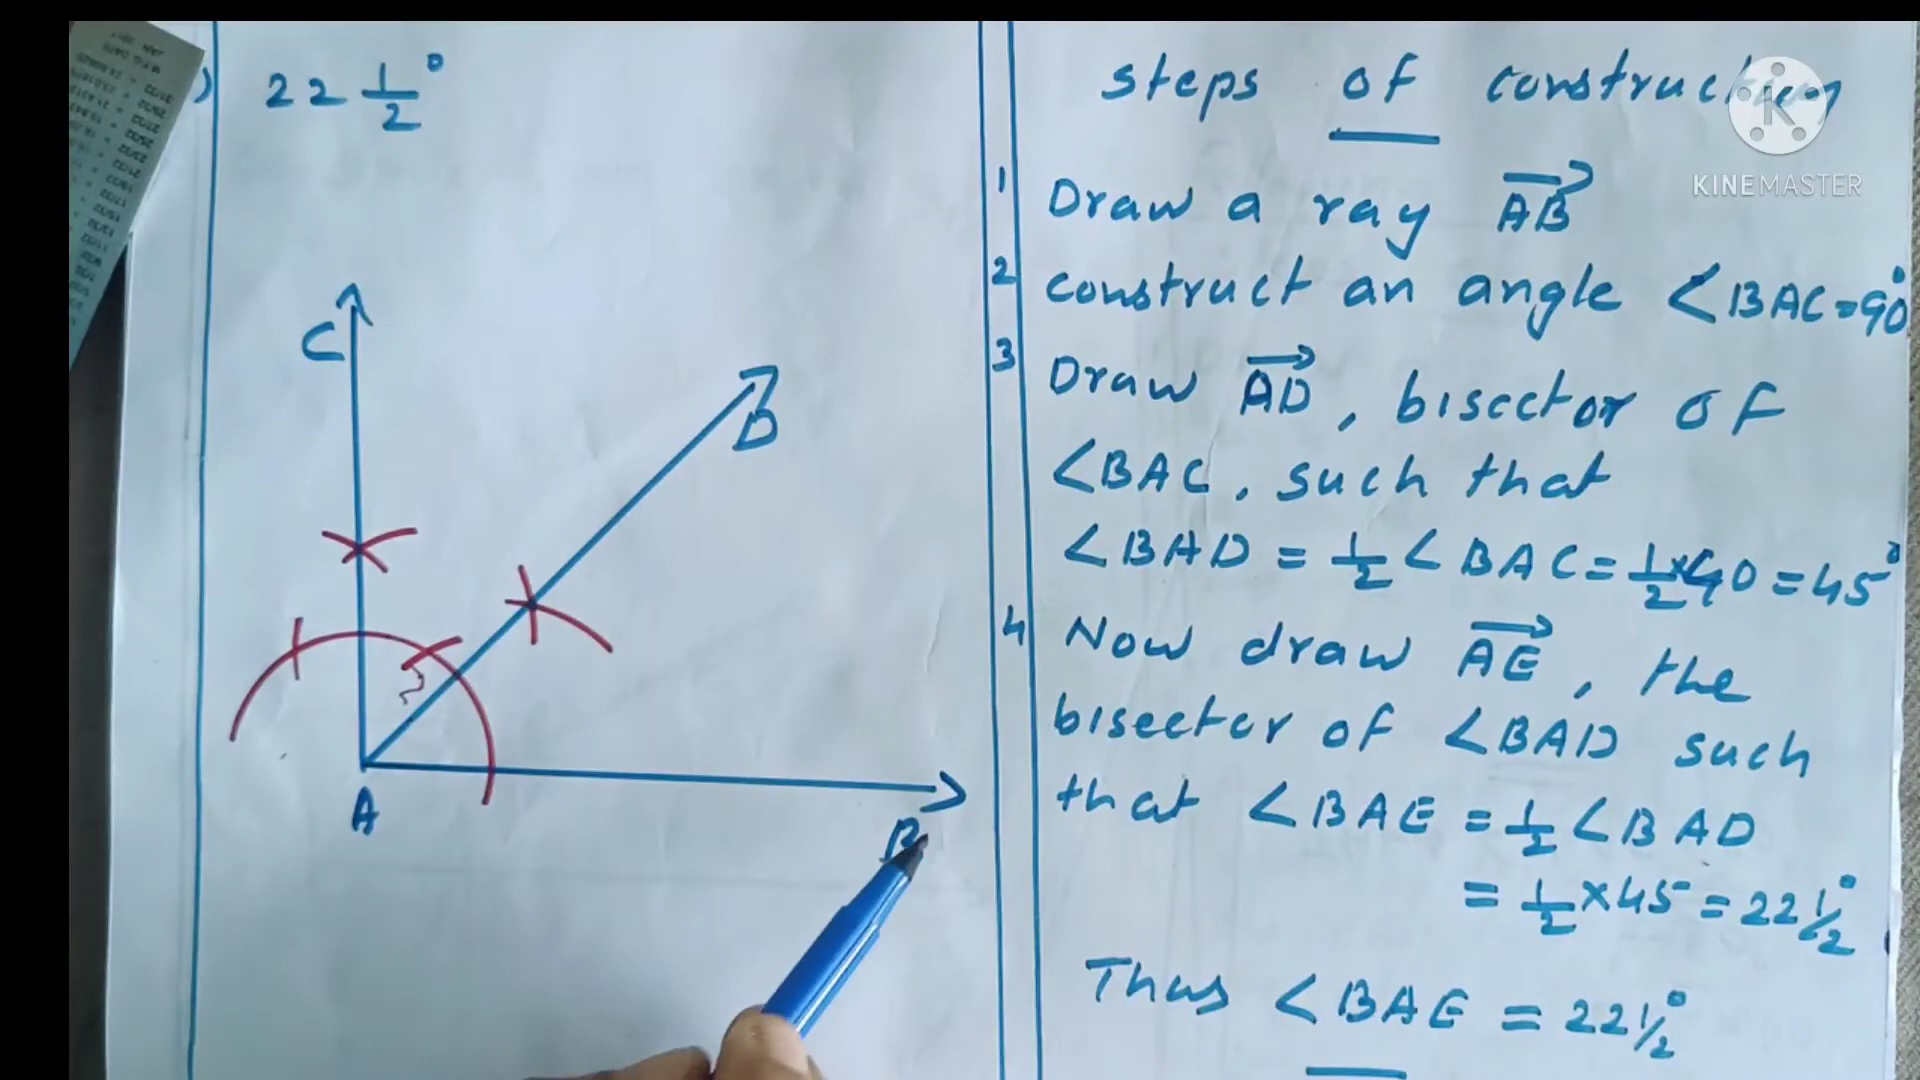 22 1/2°
C
D
A
B
steps of construction
KINEMASTER
1 Draw a ray AB
2 construct an angle ∠BAC=90°
3 Draw AD, bisector of
∠BAC, such that
∠BAD = 1/2 ∠BAC = 1/2×90 = 45°
4 Now draw AE, the
bisector of ∠BAD such
that ∠BAE = 1/2 ∠BAD
= 1/2 × 45 = 22 1/2°
Thus ∠BAE = 22 1/2°